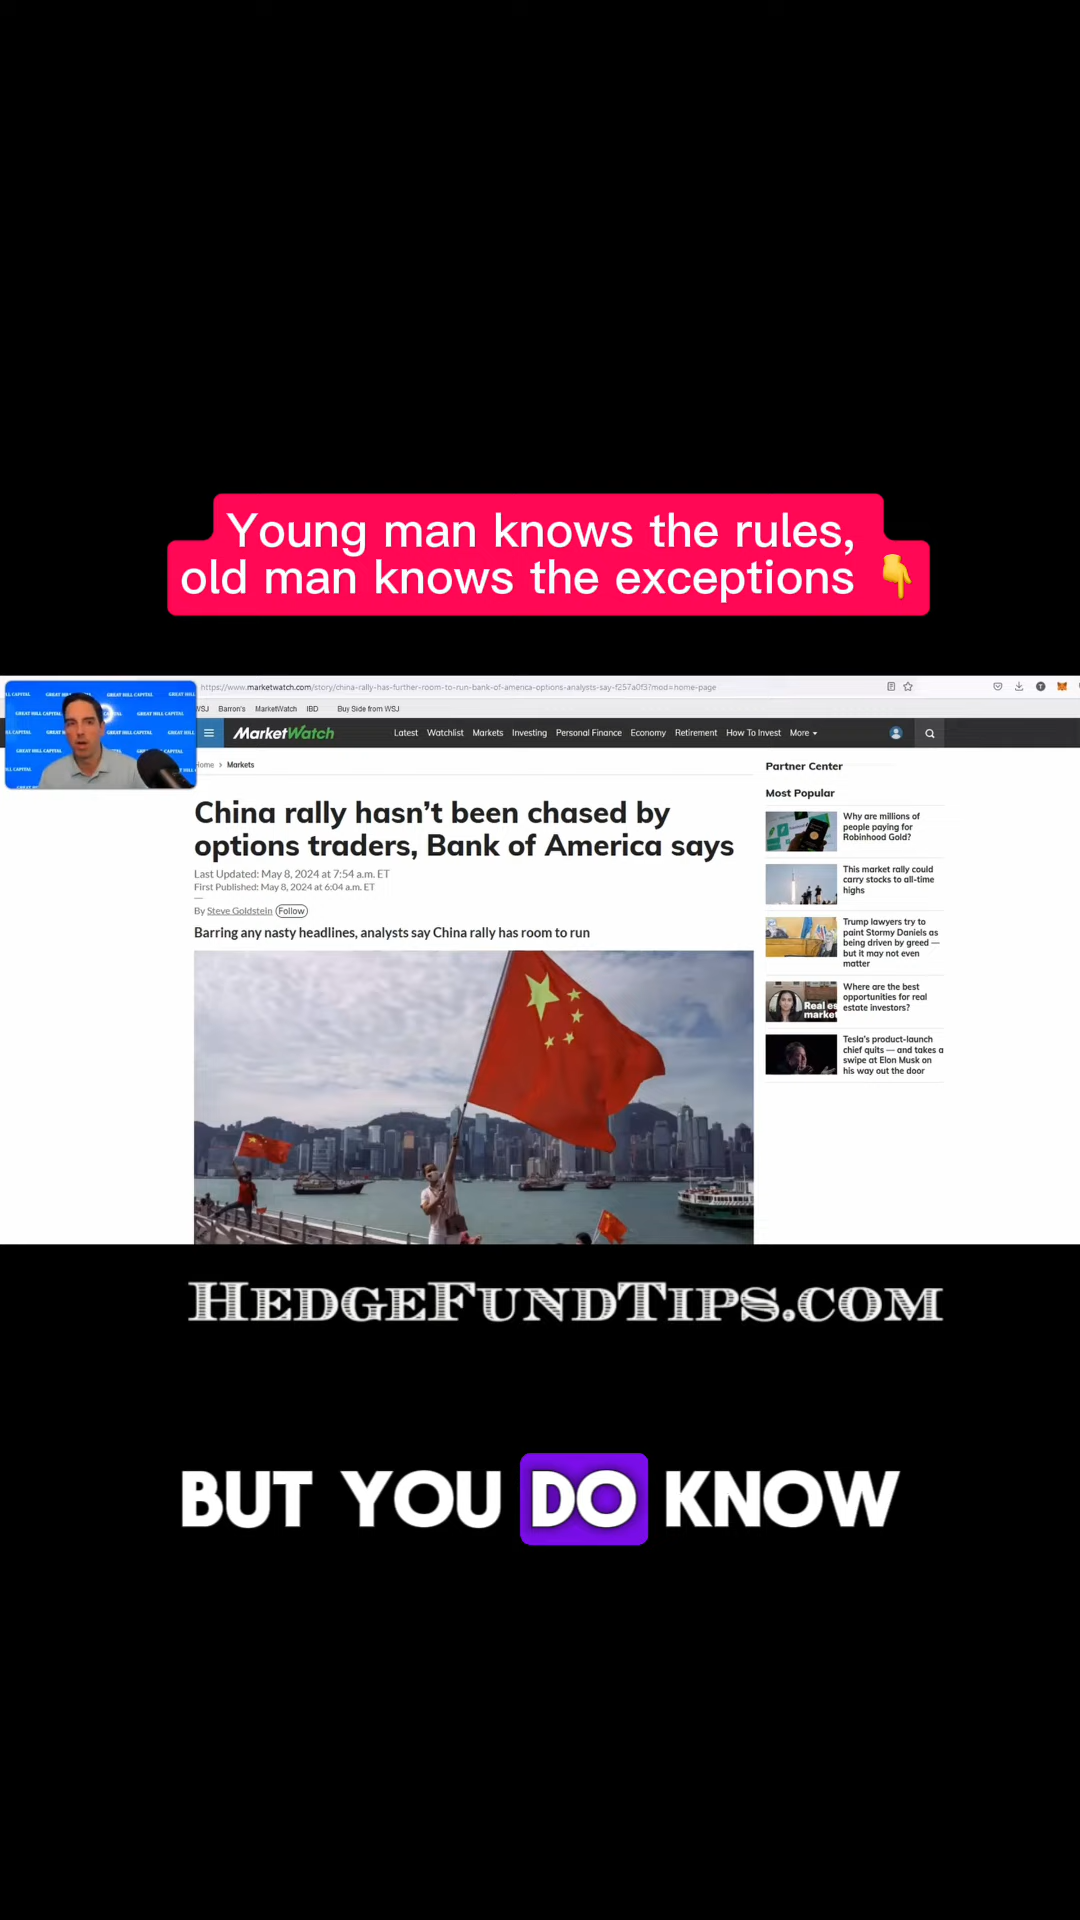 Young man knows the rules,
old man knows the exceptions 👇
https://www.marketwatch.com/story/china-rally-has-further-room-to-run-bank-of-america-options-analysts-say-f257a0f3?mod=home-page
WSJ Barron's MarketWatch IBD Buy Side from WSJ
GREAT HILL CAPITAL
MarketWatch
Latest Watchlist Markets Investing Personal Finance Economy Retirement How To Invest More
Home > Markets
China rally hasn't been chased by
options traders, Bank of America says
Last Updated: May 8, 2024 at 7:54 a.m. ET
First Published: May 8, 2024 at 6:04 a.m. ET
By Steve Goldstein Follow
Barring any nasty headlines, analysts say China rally has room to run
Partner Center
Most Popular
Why are millions of
people paying for
Robinhood Gold?
This market rally could
carry stocks to all-time
highs
Trump lawyers try to
paint Stormy Daniels as
being driven by greed —
but it may not even
matter
Where are the best
opportunities for real
estate investors?
Real es
market
Tesla's product-launch
chief quits — and takes a
swipe at Elon Musk on
his way out the door
HEDGEFUNDTIPS.COM
BUT YOU DO KNOW